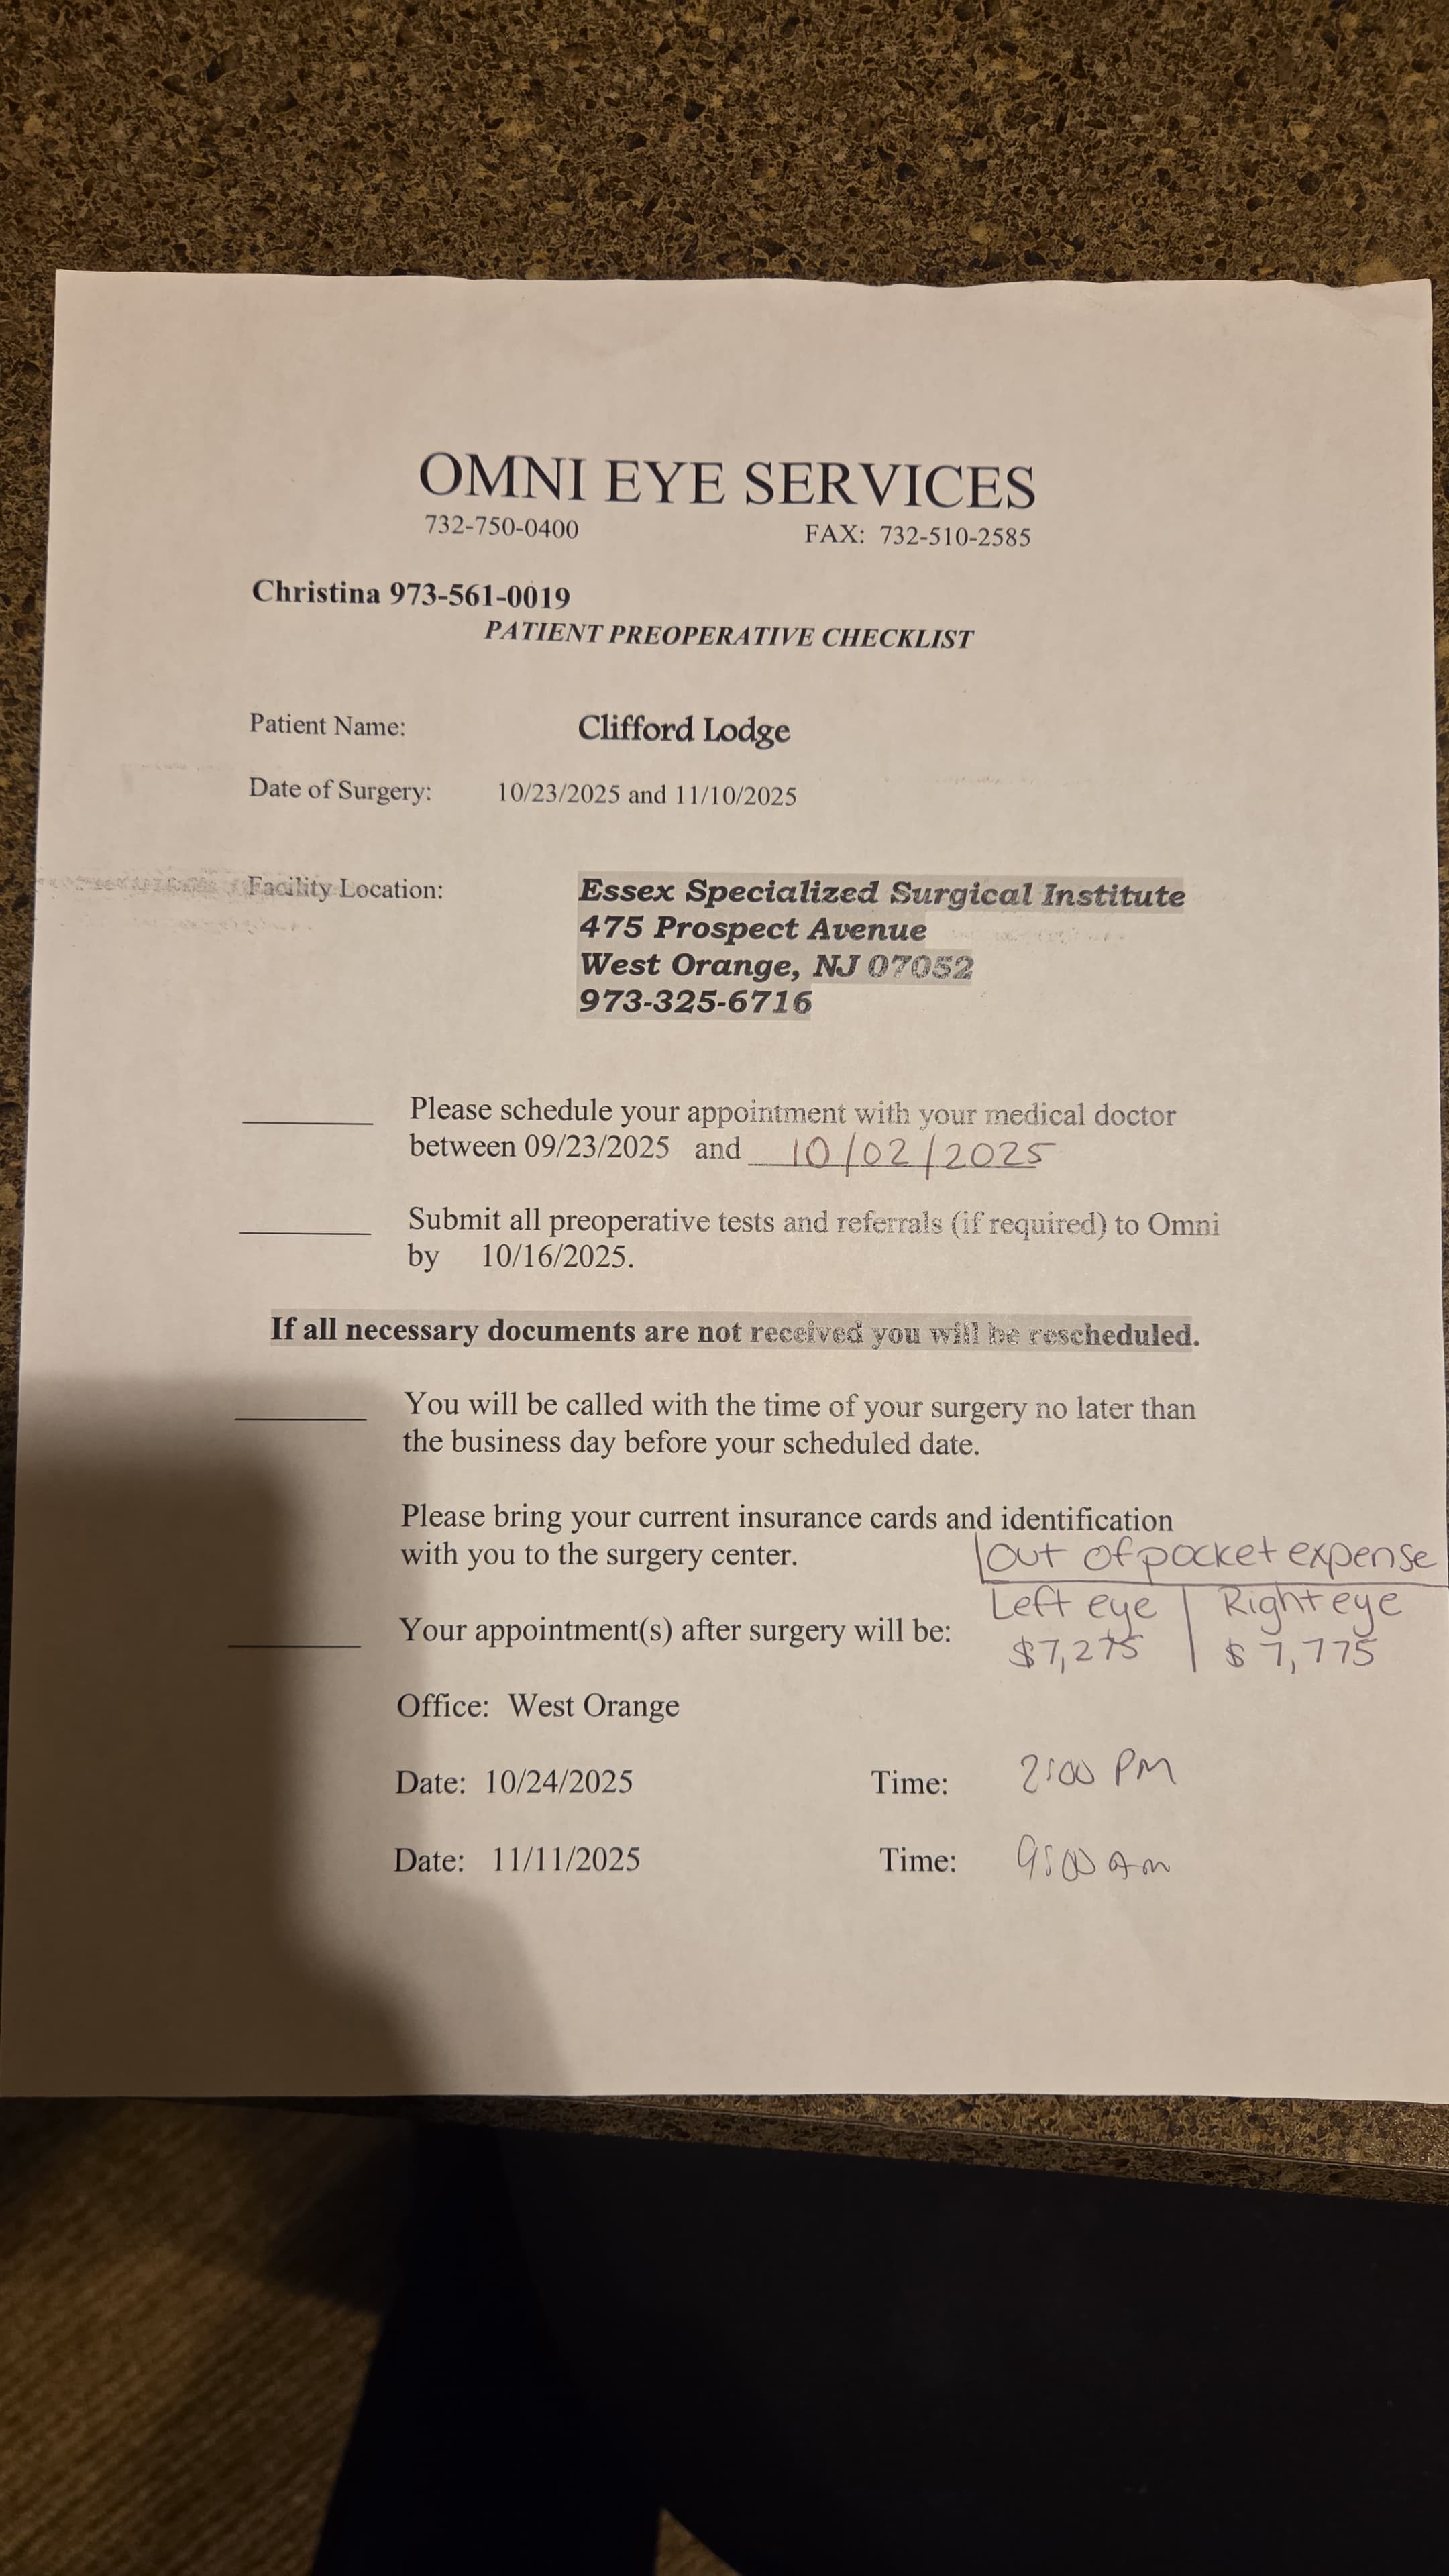 OMNI EYE SERVICES
732-750-0400 FAX: 732-510-2585
Christina 973-561-0019
PATIENT PREOPERATIVE CHECKLIST
Patient Name: Clifford Lodge
Date of Surgery: 10/23/2025 and 11/10/2025
Facility Location: Essex Specialized Surgical Institute
475 Prospect Avenue
West Orange, NJ 07052
973-325-6716
Please schedule your appointment with your medical doctor
between 09/23/2025 and 10/02/2025
Submit all preoperative tests and referrals (if required) to Omni
by 10/16/2025.
If all necessary documents are not received you will be rescheduled.
You will be called with the time of your surgery no later than
the business day before your scheduled date.
Please bring your current insurance cards and identification
with you to the surgery center.
Out of pocket expense
Left eye | Right eye
$7,275 | $7,775
Your appointment(s) after surgery will be:
Office: West Orange
Date: 10/24/2025 Time: 2:00 PM
Date: 11/11/2025 Time: 9:00 am